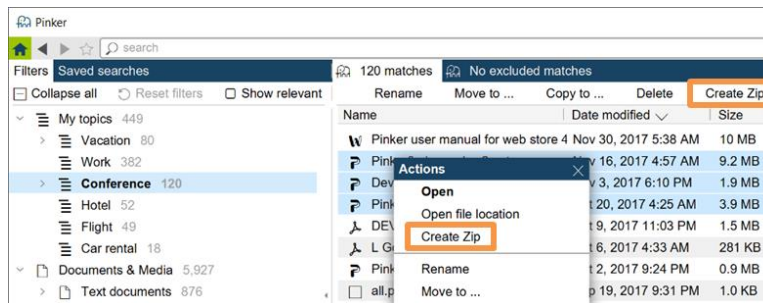 Pinker
search
Filters Saved searches 120 matches No excluded matches
Collapse all Reset filters Show relevant Rename Move to ... Copy to ... Delete Create Zip
My topics 449 Name Date modified Size
Vacation 80 Pinker user manual for web store 4 Nov 30, 2017 5:38 AM 10 MB
Work 382 16, 2017 4:57 AM 9.2 MB
Conference 120 Dev 3, 2017 6:10 PM 1.9 MB
Hotel 52 Pink 20, 2017 4:25 AM 3.9 MB
Flight 49 DEV 9, 2017 11:03 PM 1.5 MB
Car rental 18 L G 6, 2017 4:33 AM 281 KB
Documents & Media 5,927 Pink 2, 2017 9:24 PM 0.9 MB
Text documents 876 all.p 19, 2017 9:31 PM 1.0 KB
Actions
Open
Open file location
Create Zip
Rename
Move to ...